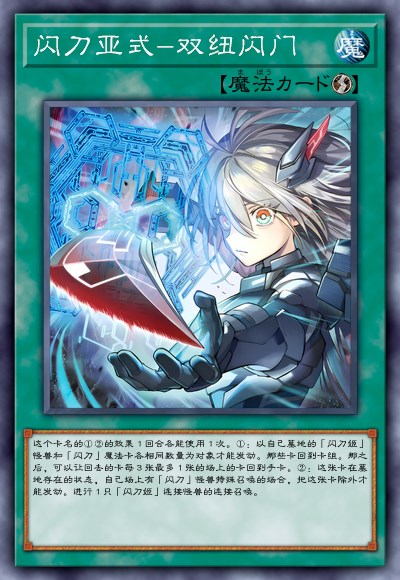 闪刀亚式-双纽闪门
魔
【魔法カード】
ま ほう
这个卡名的①②的效果1回合各能使用1次。①:以自己墓地的「闪刀姬」
怪兽和「闪刀」魔法卡各相同数量为对象才能发动。那些卡回到卡组。那之
后,可以让回去的卡每3张最多1张的场上的卡回到手卡。②:这张卡在墓
地存在的状态,自己场上有「闪刀」怪兽特殊召唤的场合,把这张卡除外才
能发动。进行1只「闪刀姬」连接怪兽的连接召唤。